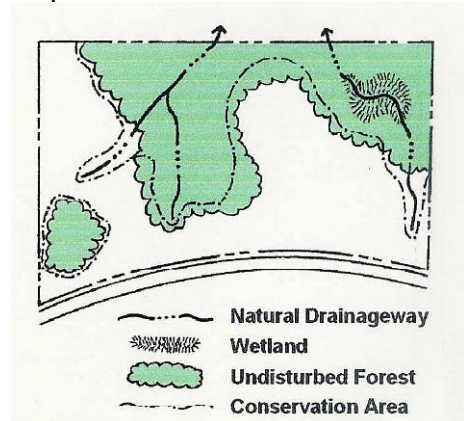 Natural Drainageway
Wetland
Undisturbed Forest
Conservation Area